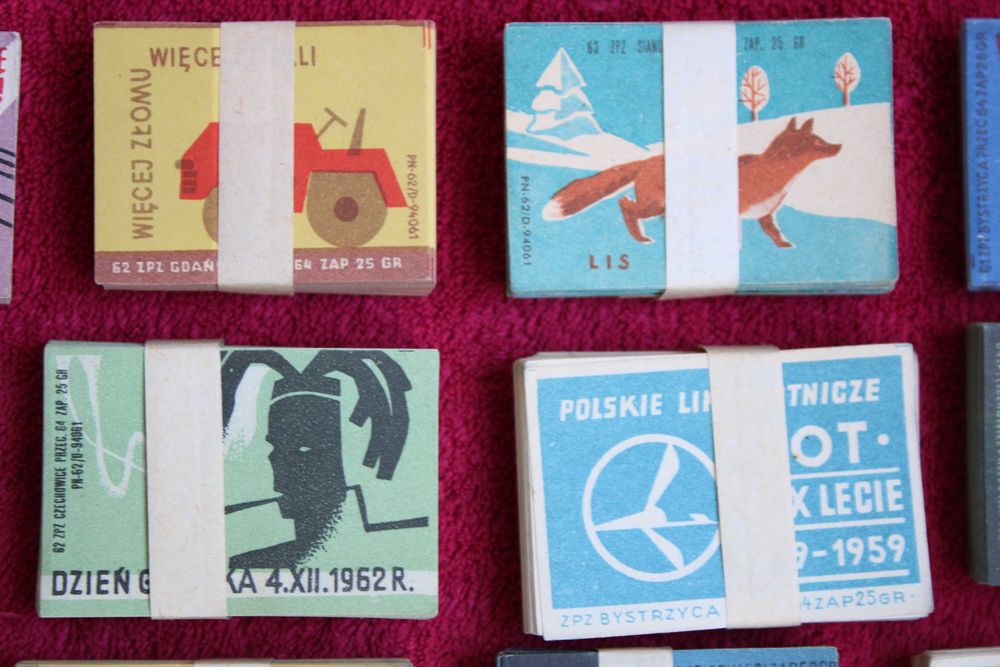 WIĘCE ALI
WIĘCEJ ZŁOMU
PN-62/D-94061
62 ZPZ GDAŃ 64 ZAP 25 GR
63 ZPZ SIANO ZAP. 25 GR
PN-62/D-94061
LIS
61 ZPZ BYSTRZYCA PRZEC 64 ZAP 25 GR
62 ZPZ CZECHOWICE PRZEC. 64 ZAP. 25 GR
PN-62/D-94061
DZIEŃ G KA 4.XII.1962 R.
POLSKIE LI TNICZE
OT·
X LECIE
9-1959
ZPZ BYSTRZYCA 64 ZAP 25 GR·